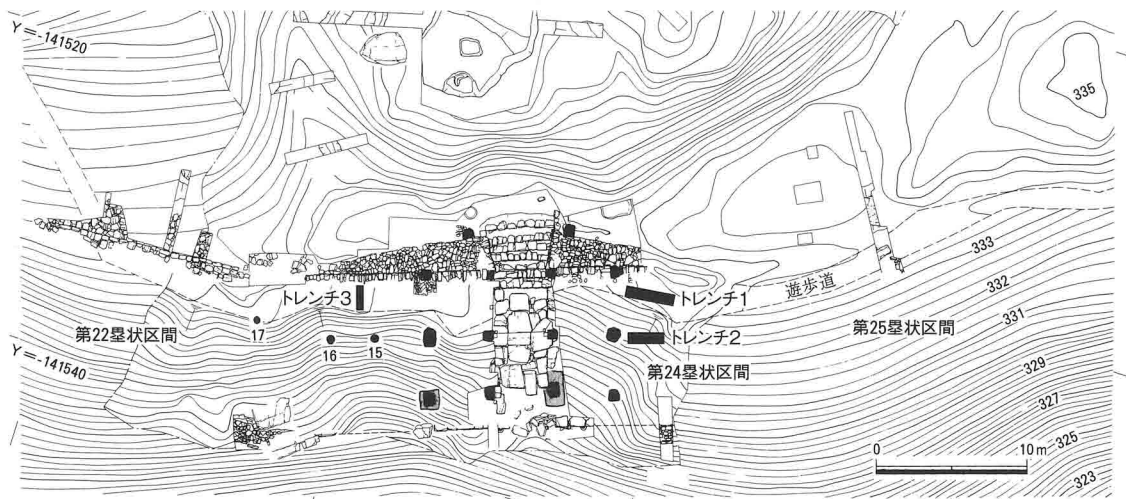 Y=-141520
335
333
遊歩道
332
トレンチ3
トレンチ1
331
第22塁状区間
17
16
15
トレンチ2
第25塁状区間
Y=-141540
第24塁状区間
329
327
0
10m
325
323